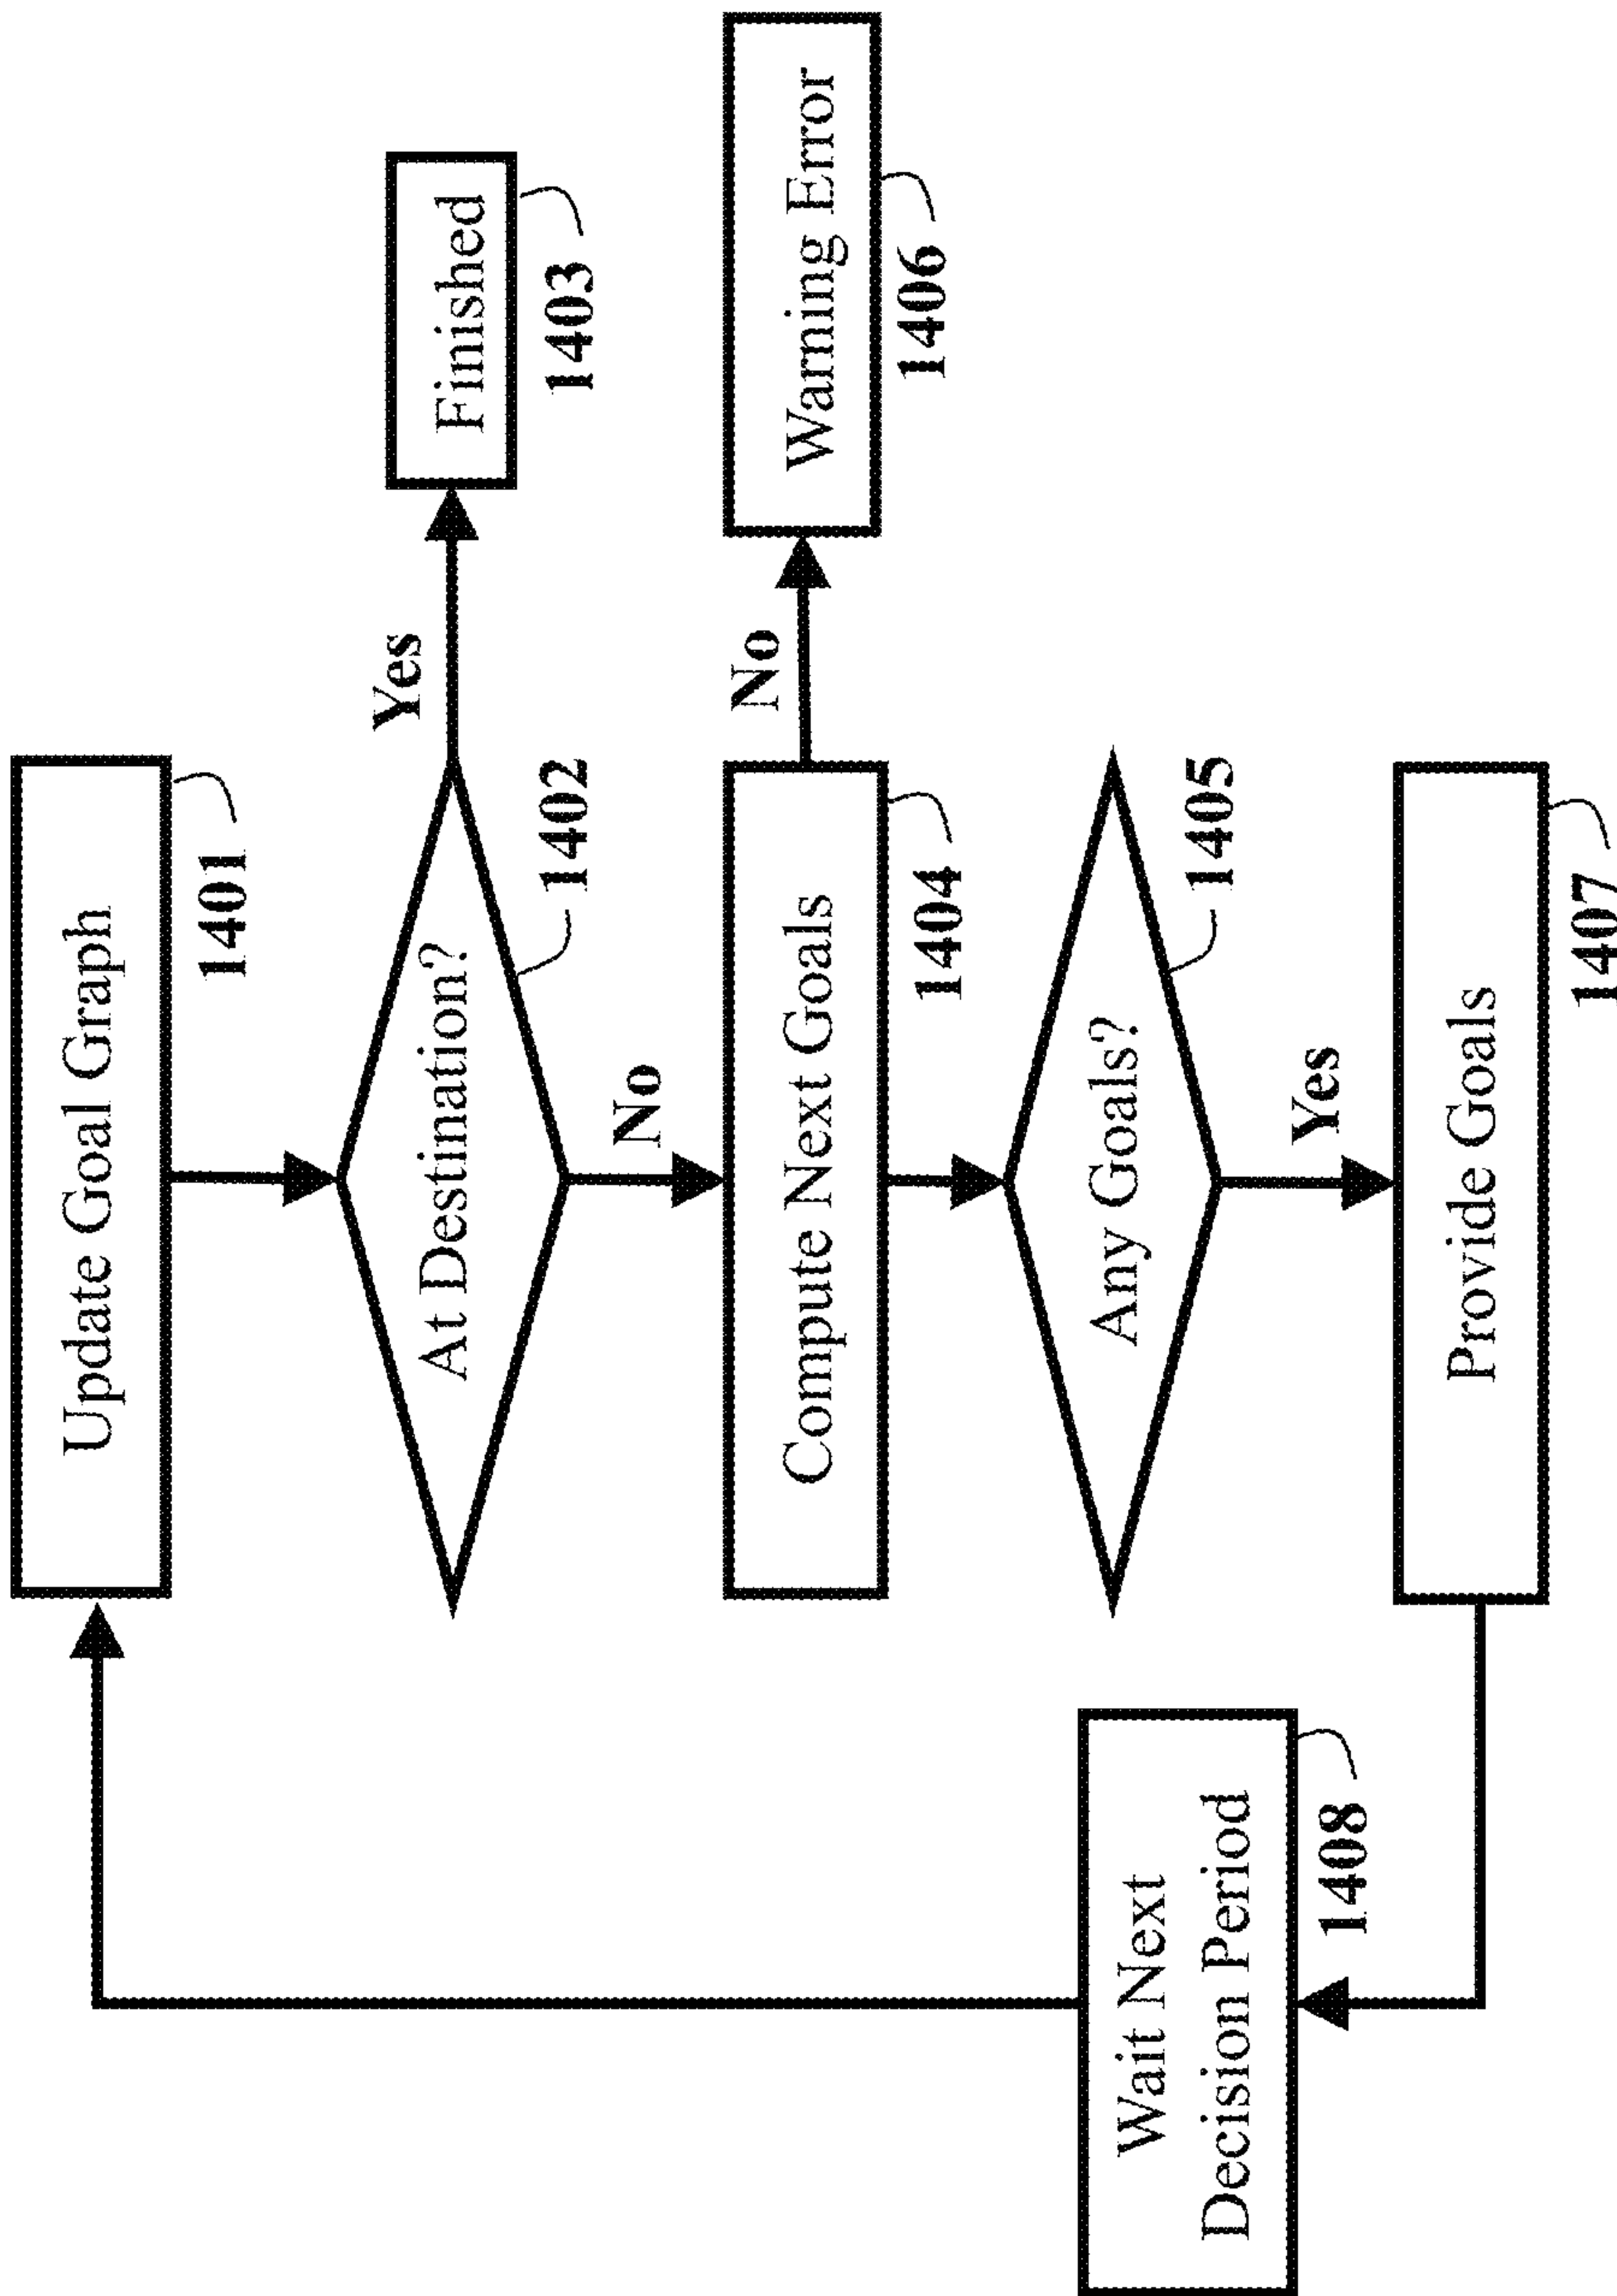 Update Goal Graph
1401
At Destination?
1402
Yes
Finished
1403
No
Compute Next Goals
1404
No
Warning Error
1406
Any Goals?
1405
Yes
Provide Goals
1407
Wait Next
Decision Period
1408